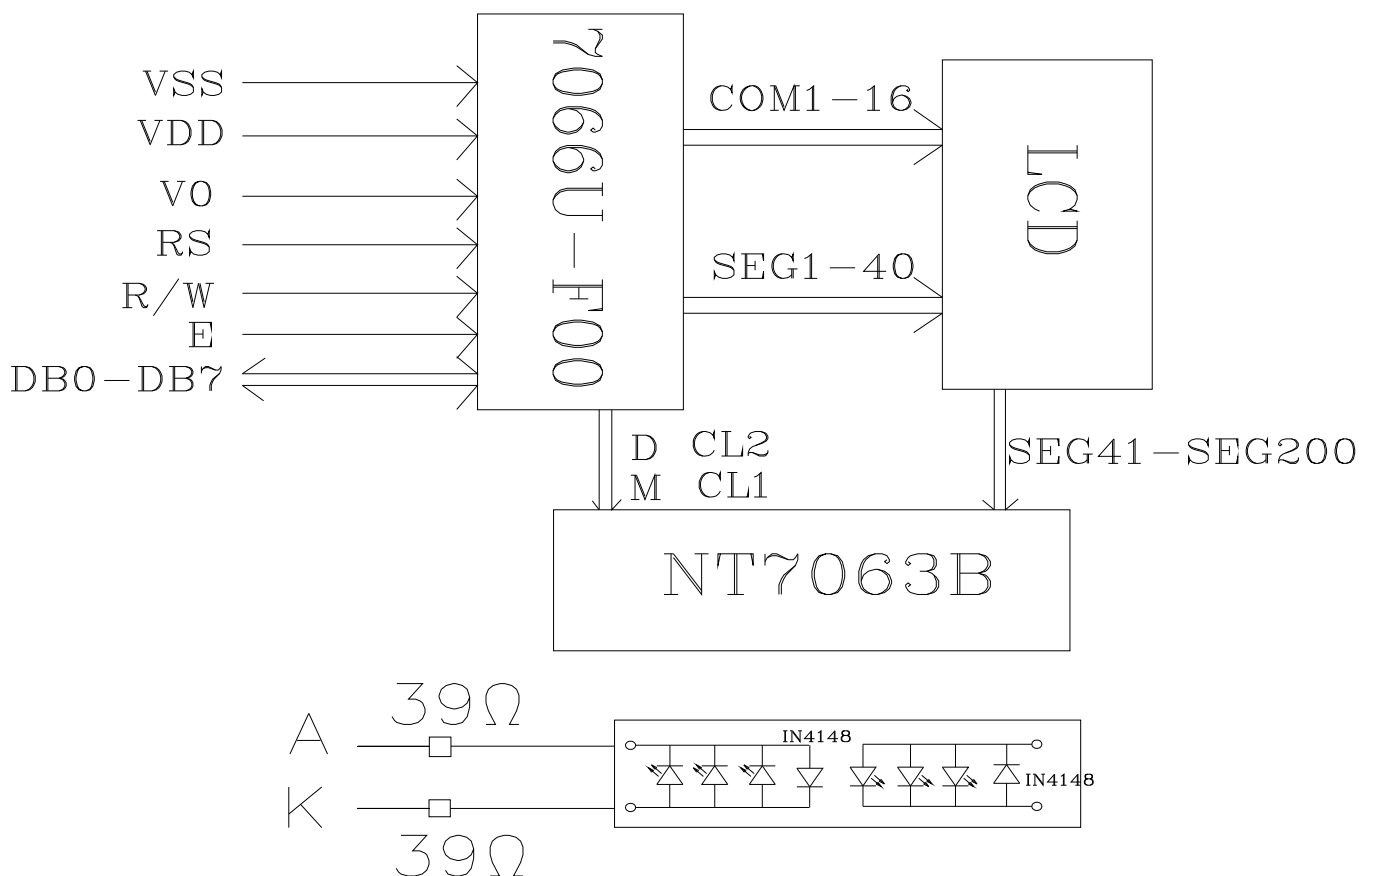 VSS
VDD
V0
RS
R/W
E
DB0-DB7
7066U-F00
COM1-16
SEG1-40
LCD
D CL2
M CL1
SEG41-SEG200
NT7063B
39Ω
A
K
39Ω
IN4148
IN4148